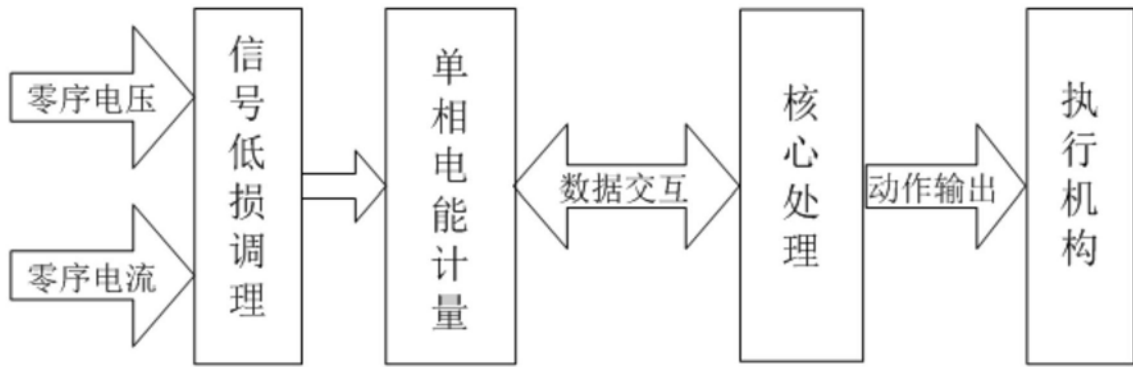 零序电压
零序电流
信号低损调理
单相电能计量
数据交互
核心处理
动作输出
执行机构